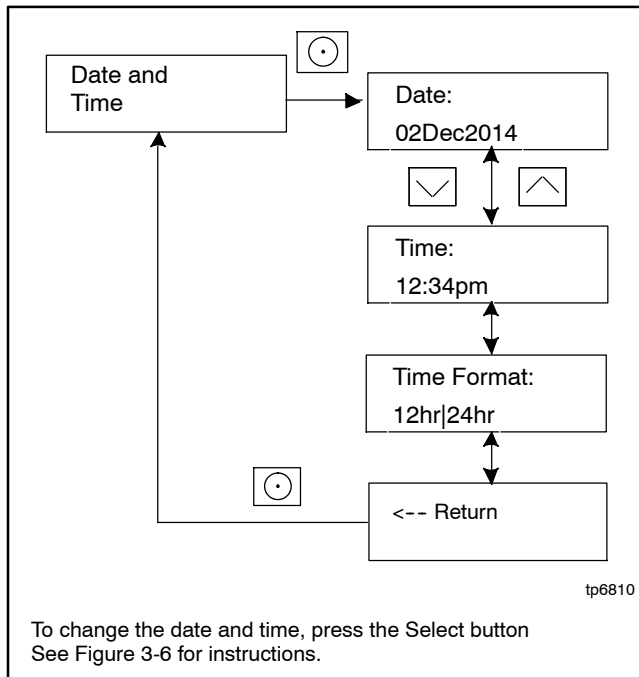 Date and
Time
Date:
02Dec2014
Time:
12:34pm
Time Format:
12hr|24hr
<-- Return
tp6810
To change the date and time, press the Select button
See Figure 3-6 for instructions.